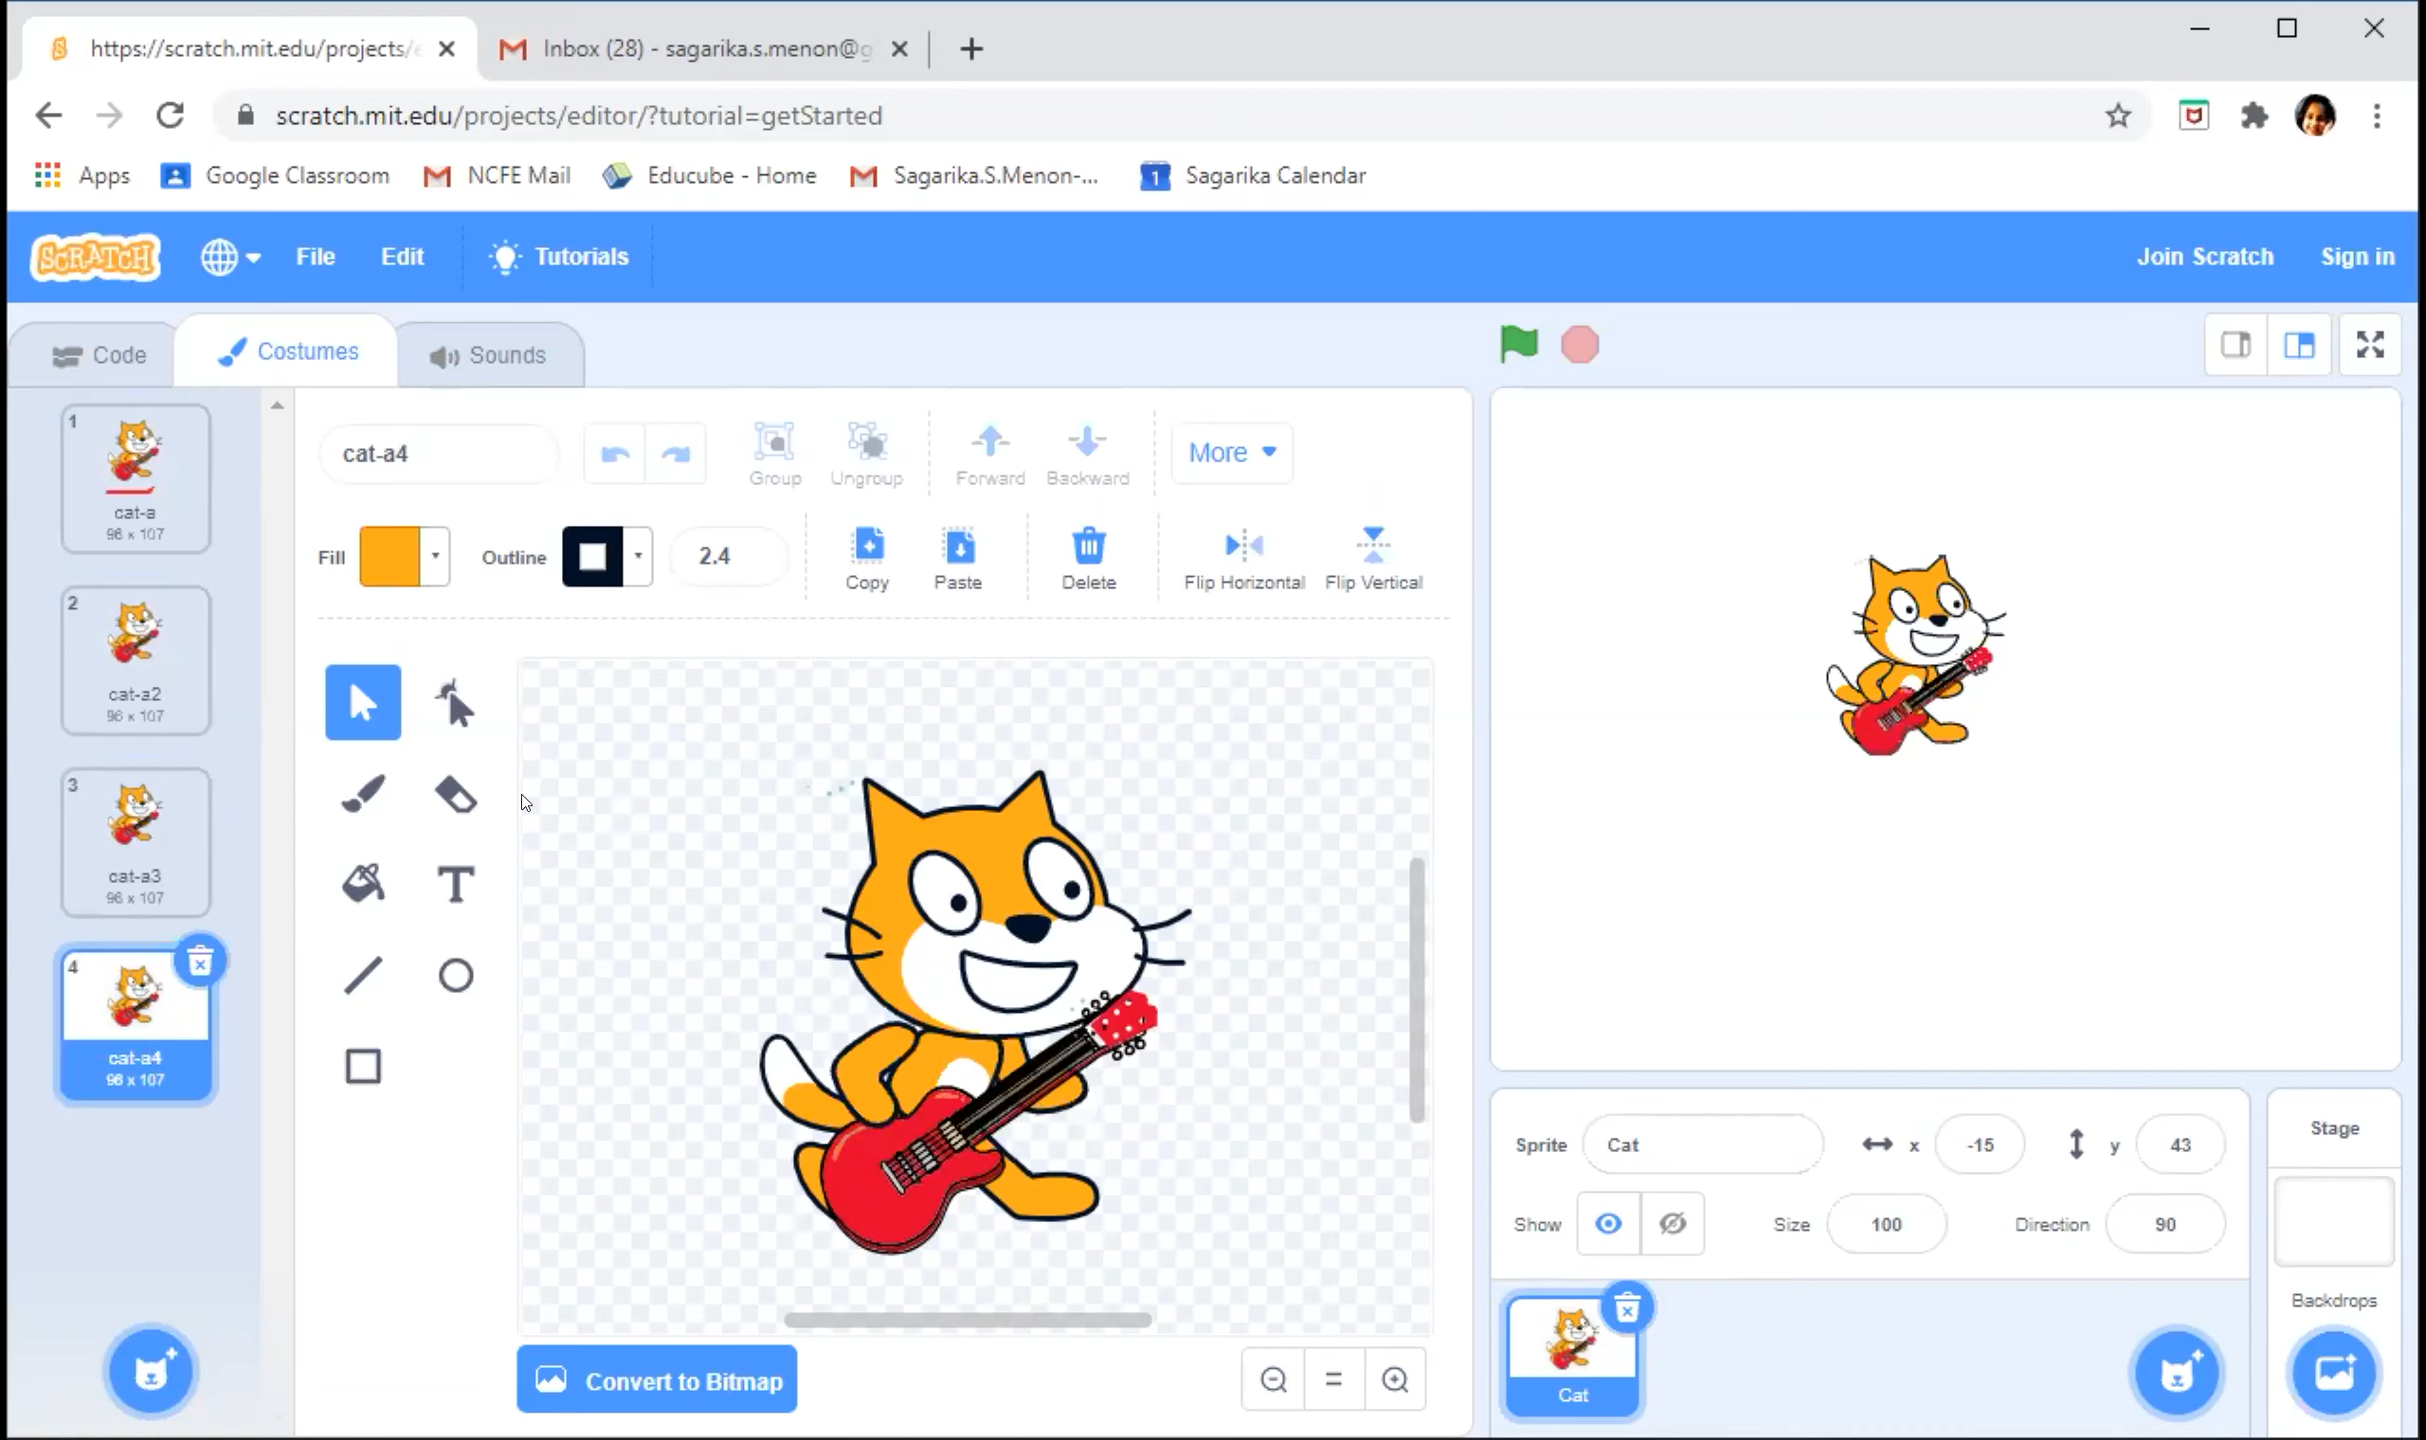 https://scratch.mit.edu/projects/
Inbox (28) - sagarika.s.menon@g
scratch.mit.edu/projects/editor/?tutorial=getStarted
Apps
Google Classroom
NCFE Mail
Educube - Home
Sagarika.S.Menon-...
1
Sagarika Calendar
SCRATCH
File
Edit
Tutorials
Join Scratch
Sign in
Code
Costumes
Sounds
1
cat-a
96 x 107
2
cat-a2
96 x 107
3
cat-a3
96 x 107
4
cat-a4
96 x 107
cat-a4
Group
Ungroup
Forward
Backward
More
Fill
Outline
2.4
Copy
Paste
Delete
Flip Horizontal
Flip Vertical
T
Convert to Bitmap
=
Sprite
Cat
x
-15
y
43
Show
Size
100
Direction
90
Cat
Stage
Backdrops